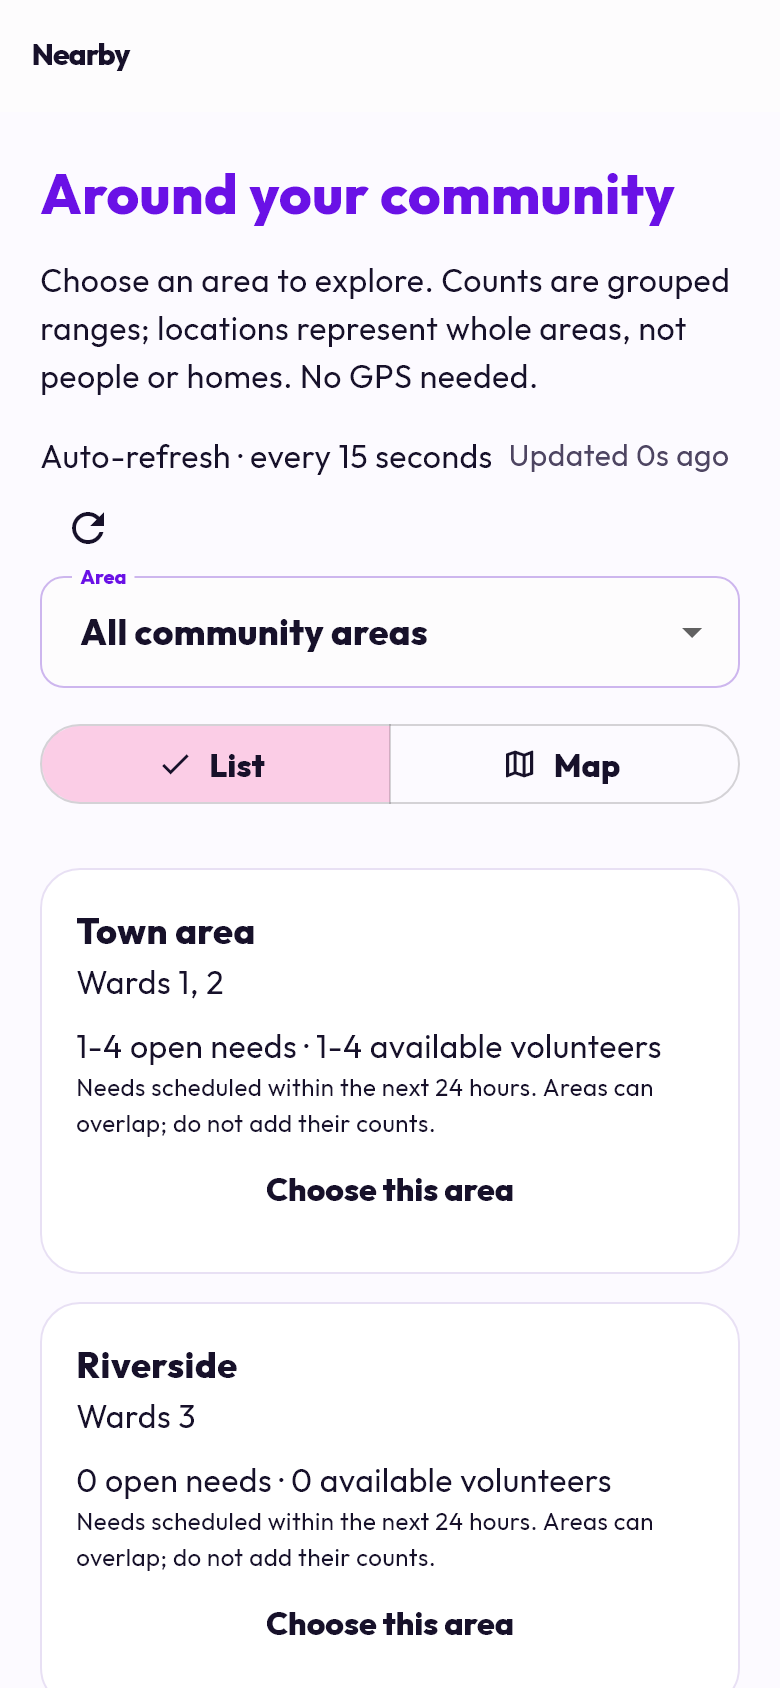 Nearby
Around your community
Choose an area to explore. Counts are grouped
ranges; locations represent whole areas, not
people or homes. No GPS needed.
Auto-refresh · every 15 seconds Updated 0s ago
Area
All community areas
List Map
Town area
Wards 1, 2
1-4 open needs · 1-4 available volunteers
Needs scheduled within the next 24 hours. Areas can
overlap; do not add their counts.
Choose this area
Riverside
Wards 3
0 open needs · 0 available volunteers
Needs scheduled within the next 24 hours. Areas can
overlap; do not add their counts.
Choose this area